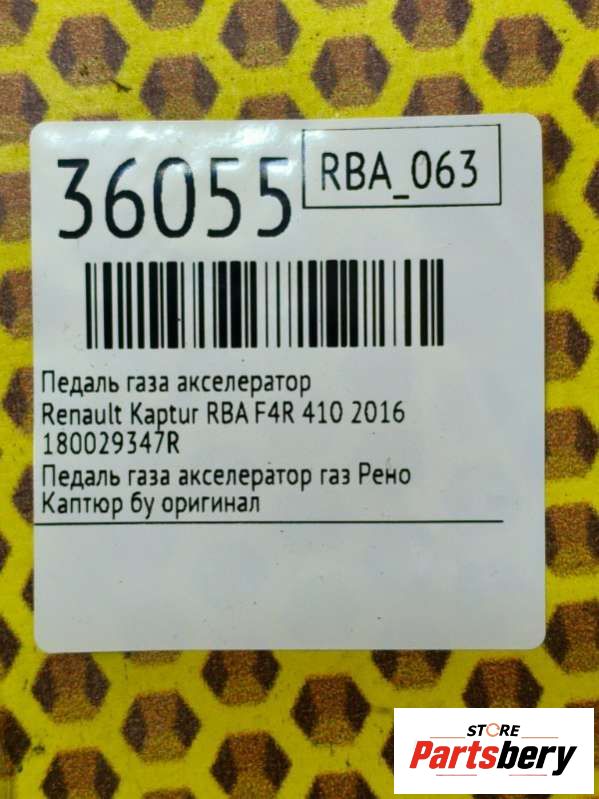 36055
RBA_063
Педаль газа акселератор
Renault Kaptur RBA F4R 410 2016
180029347R
Педаль газа акселератор газ Рено
Каптюр бу оригинал
STORE
Partsbery